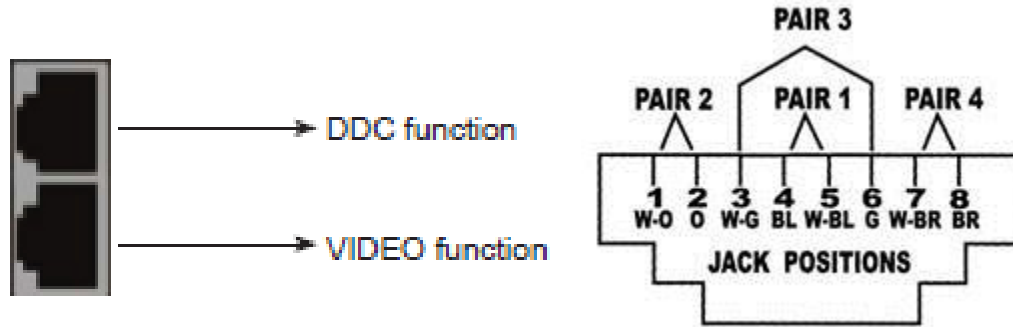 DDC function
VIDEO function
PAIR 3
PAIR 2 PAIR 1 PAIR 4
1 2 3 4 5 6 7 8
W-O O W-G BL W-BL G W-BR BR
JACK POSITIONS